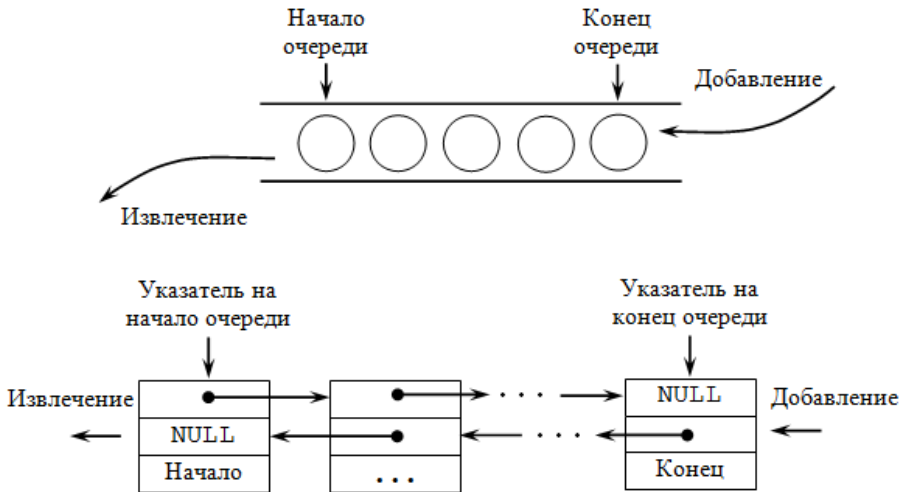 Начало
очереди
Конец
очереди
Добавление
Извлечение
Указатель на
начало очереди
Указатель на
конец очереди
Извлечение
NULL
Начало
. . .
. . .
. . .
NULL
Конец
Добавление